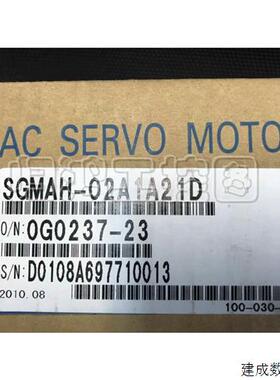 AC SERVO MOTO
SGMAH-02A1A21D
O/N: 0G0237-23
S/N: D0108A697710013
2010.08
100-030-
建成数